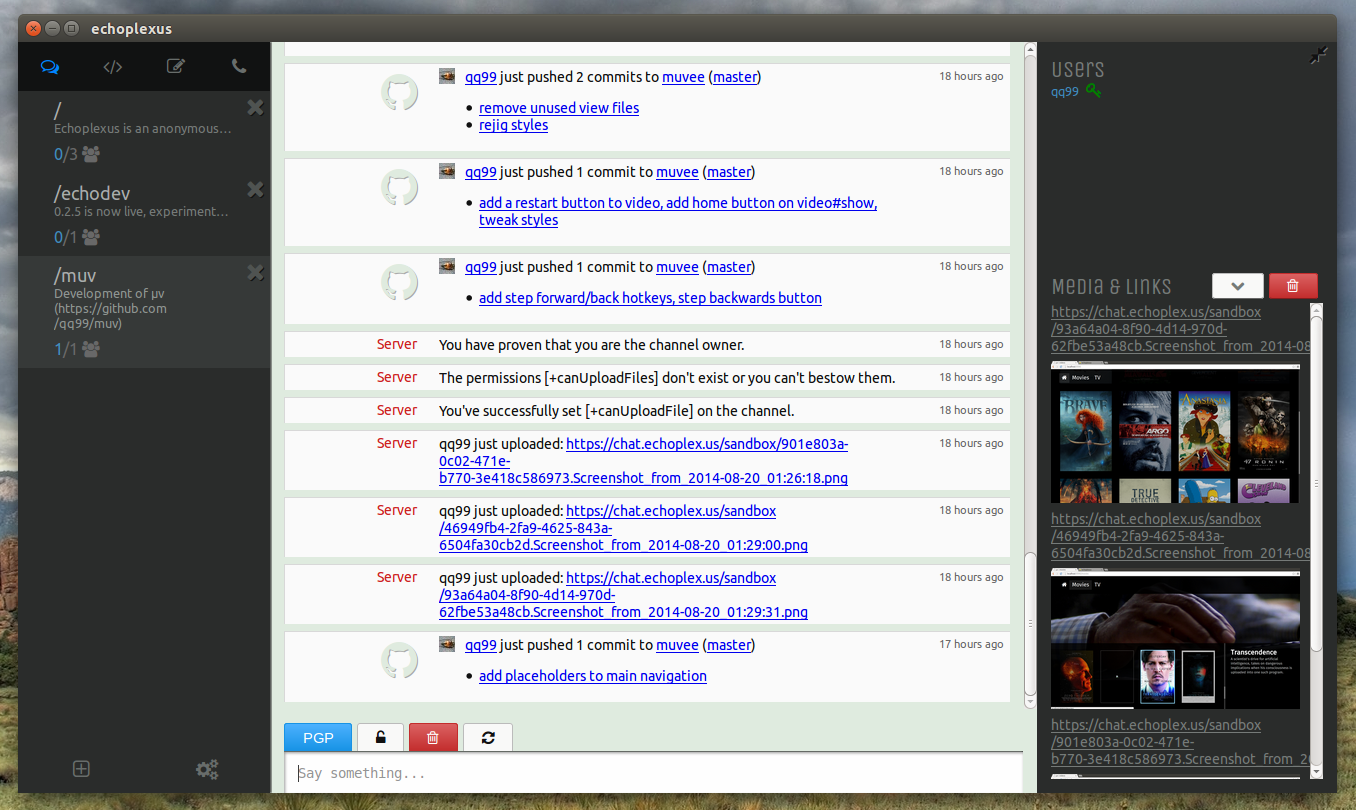 echoplexus
/
Echoplexus is an anonymous…
0/3
/echodev
0.2.5 is now live, experiment…
0/1
/muv
Development of μv
(https://github.com
/qq99/muv)
1/1
qq99 just pushed 2 commits to muvee (master)
18 hours ago
remove unused view files
rejig styles
qq99 just pushed 1 commit to muvee (master)
18 hours ago
add a restart button to video, add home button on video#show,
tweak styles
qq99 just pushed 1 commit to muvee (master)
18 hours ago
add step forward/back hotkeys, step backwards button
Server
You have proven that you are the channel owner.
18 hours ago
Server
The permissions [+canUploadFiles] don't exist or you can't bestow them.
18 hours ago
Server
You've successfully set [+canUploadFile] on the channel.
18 hours ago
Server
qq99 just uploaded: https://chat.echoplex.us/sandbox/901e803a-
0c02-471e-
b770-3e418c586973.Screenshot_from_2014-08-20_01:26:18.png
18 hours ago
Server
qq99 just uploaded: https://chat.echoplex.us/sandbox
/46949fb4-2fa9-4625-843a-
6504fa30cb2d.Screenshot_from_2014-08-20_01:29:00.png
18 hours ago
Server
qq99 just uploaded: https://chat.echoplex.us/sandbox
/93a64a04-8f90-4d14-970d-
62fbe53a48cb.Screenshot_from_2014-08-20_01:29:31.png
18 hours ago
qq99 just pushed 1 commit to muvee (master)
17 hours ago
add placeholders to main navigation
PGP
Say something...
Users
qq99
Media & Links
https://chat.echoplex.us/sandbox
/93a64a04-8f90-4d14-970d-
62fbe53a48cb.Screenshot_from_2014-08
Movies TV
BRAVE
ARGO
ANASTASIA
47 RONIN
TRUE
DETECTIVE
https://chat.echoplex.us/sandbox
/46949fb4-2fa9-4625-843a-
6504fa30cb2d.Screenshot_from_2014-08
Movies TV
Transcendence
https://chat.echoplex.us/sandbox
/901e803a-0c02-471e-
b770-3e418c586973.Screenshot_from_2